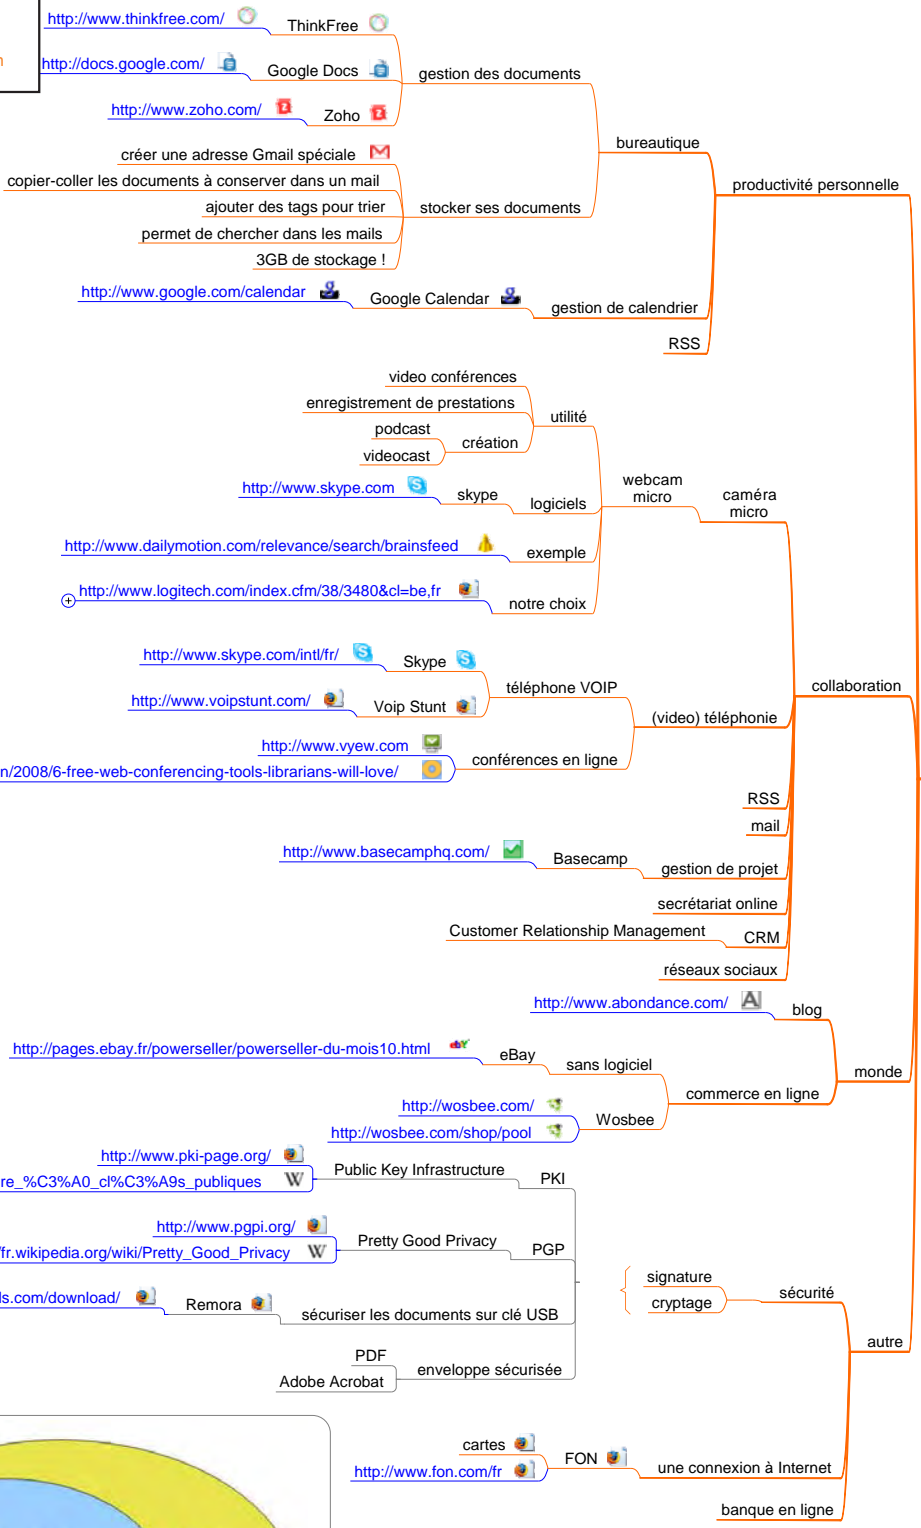 http://www.thinkfree.com/
ThinkFree
http://docs.google.com/
Google Docs
gestion des documents
http://www.zoho.com/
Zoho
bureautique
créer une adresse Gmail spéciale
copier-coller les documents à conserver dans un mail
productivité personnelle
ajouter des tags pour trier
stocker ses documents
permet de chercher dans les mails
3GB de stockage !
http://www.google.com/calendar
Google Calendar
gestion de calendrier
RSS
video conférences
enregistrement de prestations
utilité
podcast
création
videocast
webcam
micro
caméra
micro
http://www.skype.com
skype
logiciels
http://www.dailymotion.com/relevance/search/brainsfeed
exemple
http://www.logitech.com/index.cfm/38/3480&cl=be,fr
notre choix
http://www.skype.com/intl/fr/
Skype
téléphone VOIP
collaboration
http://www.voipstunt.com/
Voip Stunt
(video) téléphonie
http://www.vyew.com
conférences en ligne
n/2008/6-free-web-conferencing-tools-librarians-will-love/
RSS
mail
http://www.basecamphq.com/
Basecamp
gestion de projet
secrétariat online
Customer Relationship Management
CRM
réseaux sociaux
http://www.abondance.com/
blog
http://pages.ebay.fr/powerseller/powerseller-du-mois10.html
eBay
sans logiciel
monde
commerce en ligne
http://wosbee.com/
Wosbee
http://wosbee.com/shop/pool
http://www.pki-page.org/
Public Key Infrastructure
PKI
re_%C3%A0_cl%C3%A9s_publiques
http://www.pgpi.org/
Pretty Good Privacy
PGP
/fr.wikipedia.org/wiki/Pretty_Good_Privacy
signature
sécurité
cryptage
ls.com/download/
Remora
sécuriser les documents sur clé USB
autre
PDF
enveloppe sécurisée
Adobe Acrobat
cartes
FON
une connexion à Internet
http://www.fon.com/fr
banque en ligne